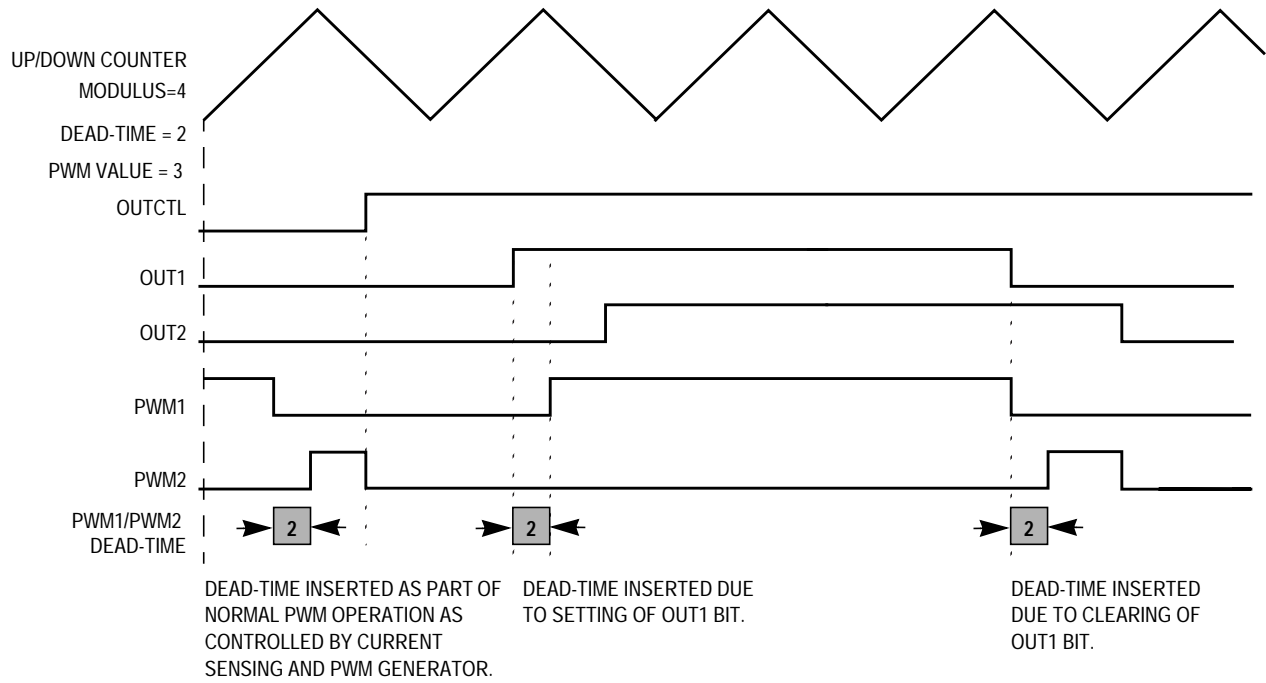 UP/DOWN COUNTER
MODULUS=4
DEAD-TIME = 2
PWM VALUE = 3
OUTCTL
OUT1
OUT2
PWM1
PWM2
PWM1/PWM2
DEAD-TIME
2
2
2
DEAD-TIME INSERTED AS PART OF
NORMAL PWM OPERATION AS
CONTROLLED BY CURRENT
SENSING AND PWM GENERATOR.
DEAD-TIME INSERTED DUE
TO SETTING OF OUT1 BIT.
DEAD-TIME INSERTED
DUE TO CLEARING OF
OUT1 BIT.